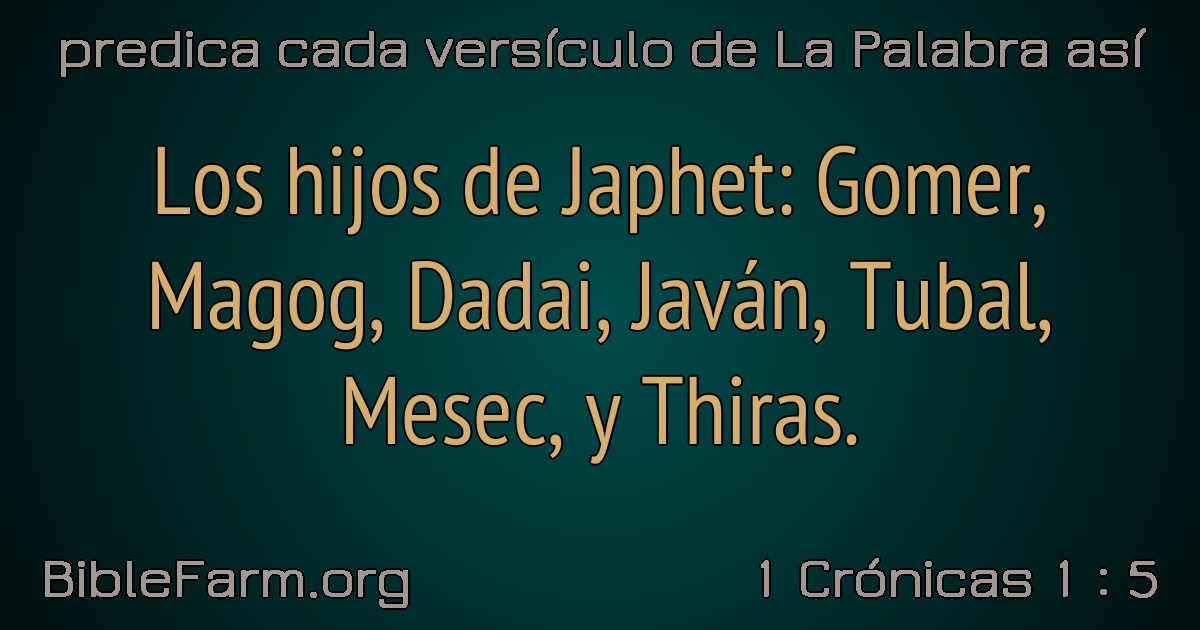 predica cada versículo de La Palabra así
Los hijos de Japhet: Gomer,
Magog, Dadai, Javán, Tubal,
Mesec, y Thiras.
BibleFarm.org
1 Crónicas 1 : 5